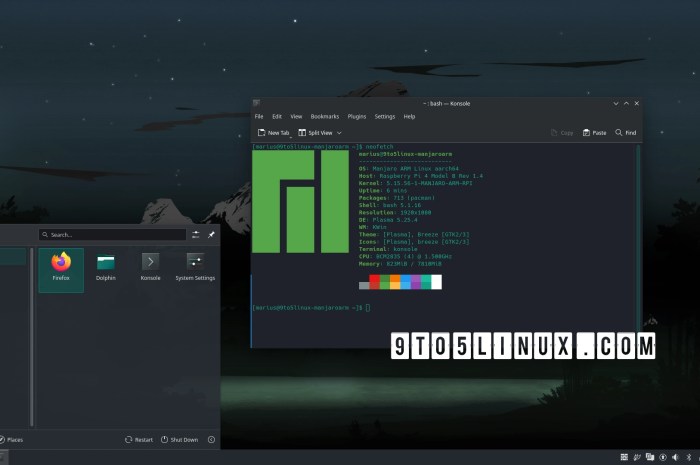 ~ : bash — Konsole
File Edit View Bookmarks Plugins Settings Help
New Tab Split View Copy Paste Find
[marius@9to5linux-manjaroarm ~]$ neofetch
marius@9to5linux-manjaroarm
----------------------------
OS: Manjaro ARM Linux aarch64
Host: Raspberry Pi 4 Model B Rev 1.4
Kernel: 5.15.56-1-MANJARO-ARM-RPI
Uptime: 6 mins
Packages: 713 (pacman)
Shell: bash 5.1.16
Resolution: 1920x1080
DE: Plasma 5.25.4
WM: KWin
Theme: [Plasma], Breeze [GTK2/3]
Icons: [Plasma], breeze [GTK2/3]
Terminal: konsole
CPU: BCM2835 (4) @ 1.500GHz
Memory: 823MiB / 7810MiB
[marius@9to5linux-manjaroarm ~]$
Search...
Firefox Dolphin Konsole System Settings
Places Restart Shut Down
9TO5LINUX.COM